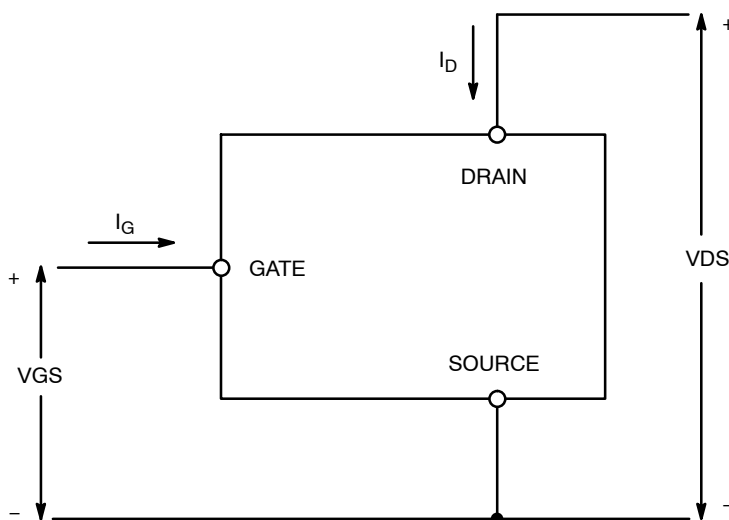 +
I_D
DRAIN
I_G
GATE
+
VDS
SOURCE
VGS
−
−